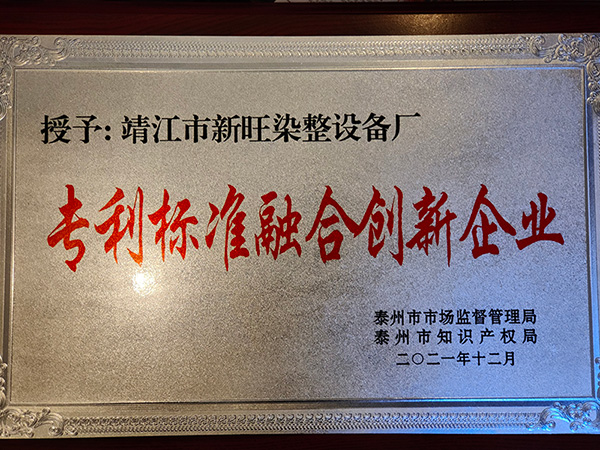 授予:靖江市新旺染整设备厂
专利标准融合创新企业
泰州市市场监督管理局
泰州市知识产权局
二〇二一年十二月